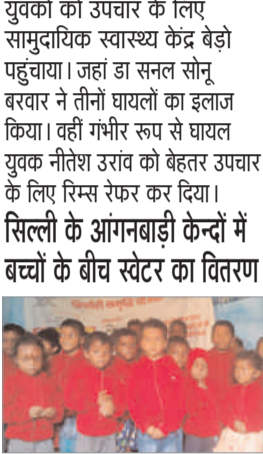 युवकों को उपचार के लिए
सामुदायिक स्वास्थ्य केंद्र बेड़ो
पहुंचाया। जहां डा सनल सोनू
बरवार ने तीनों घायलों का इलाज
किया। वहीं गंभीर रूप से घायल
युवक नीतेश उरांव को बेहतर उपचार
के लिए रिम्स रेफर कर दिया।
सिल्ली के आंगनबाड़ी केन्दों में
बच्चों के बीच स्वेटर का वितरण